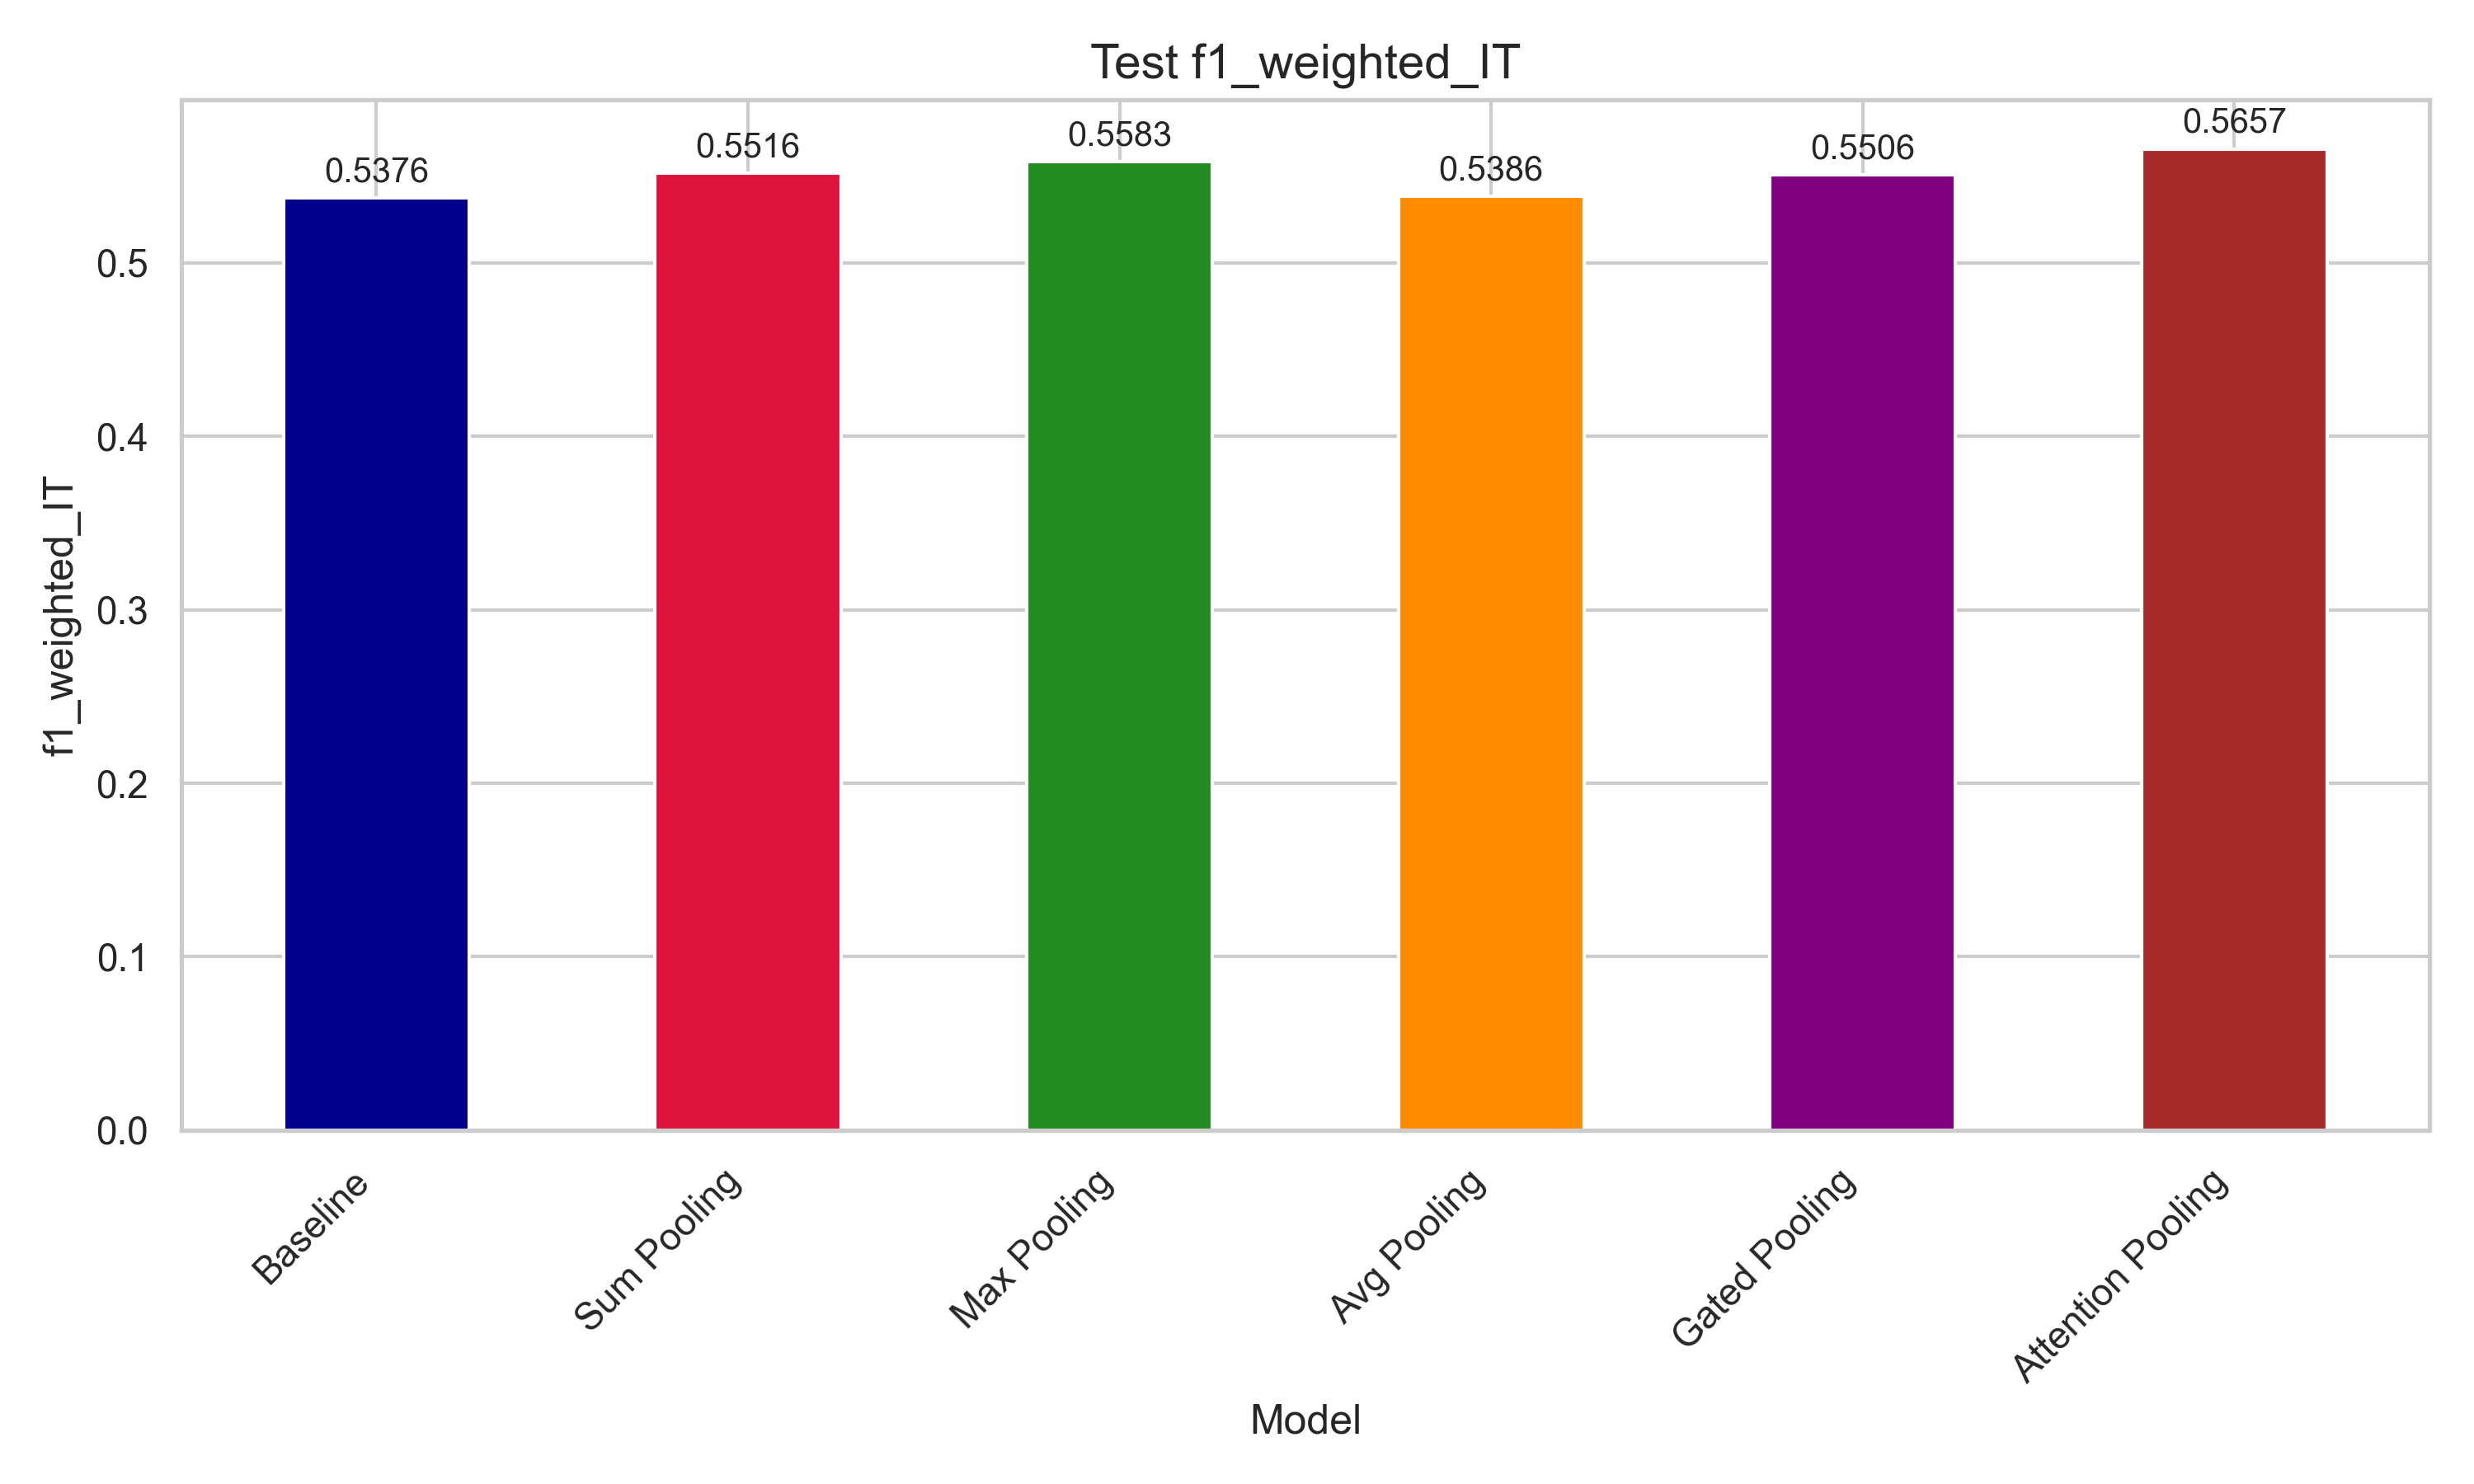 Test f1_weighted_IT
0.5376
0.5516
0.5583
0.5386
0.5506
0.5657
f1_weighted_IT
0.5
0.4
0.3
0.2
0.1
0.0
Baseline
Sum Pooling
Max Pooling
Avg Pooling
Gated Pooling
Attention Pooling
Model